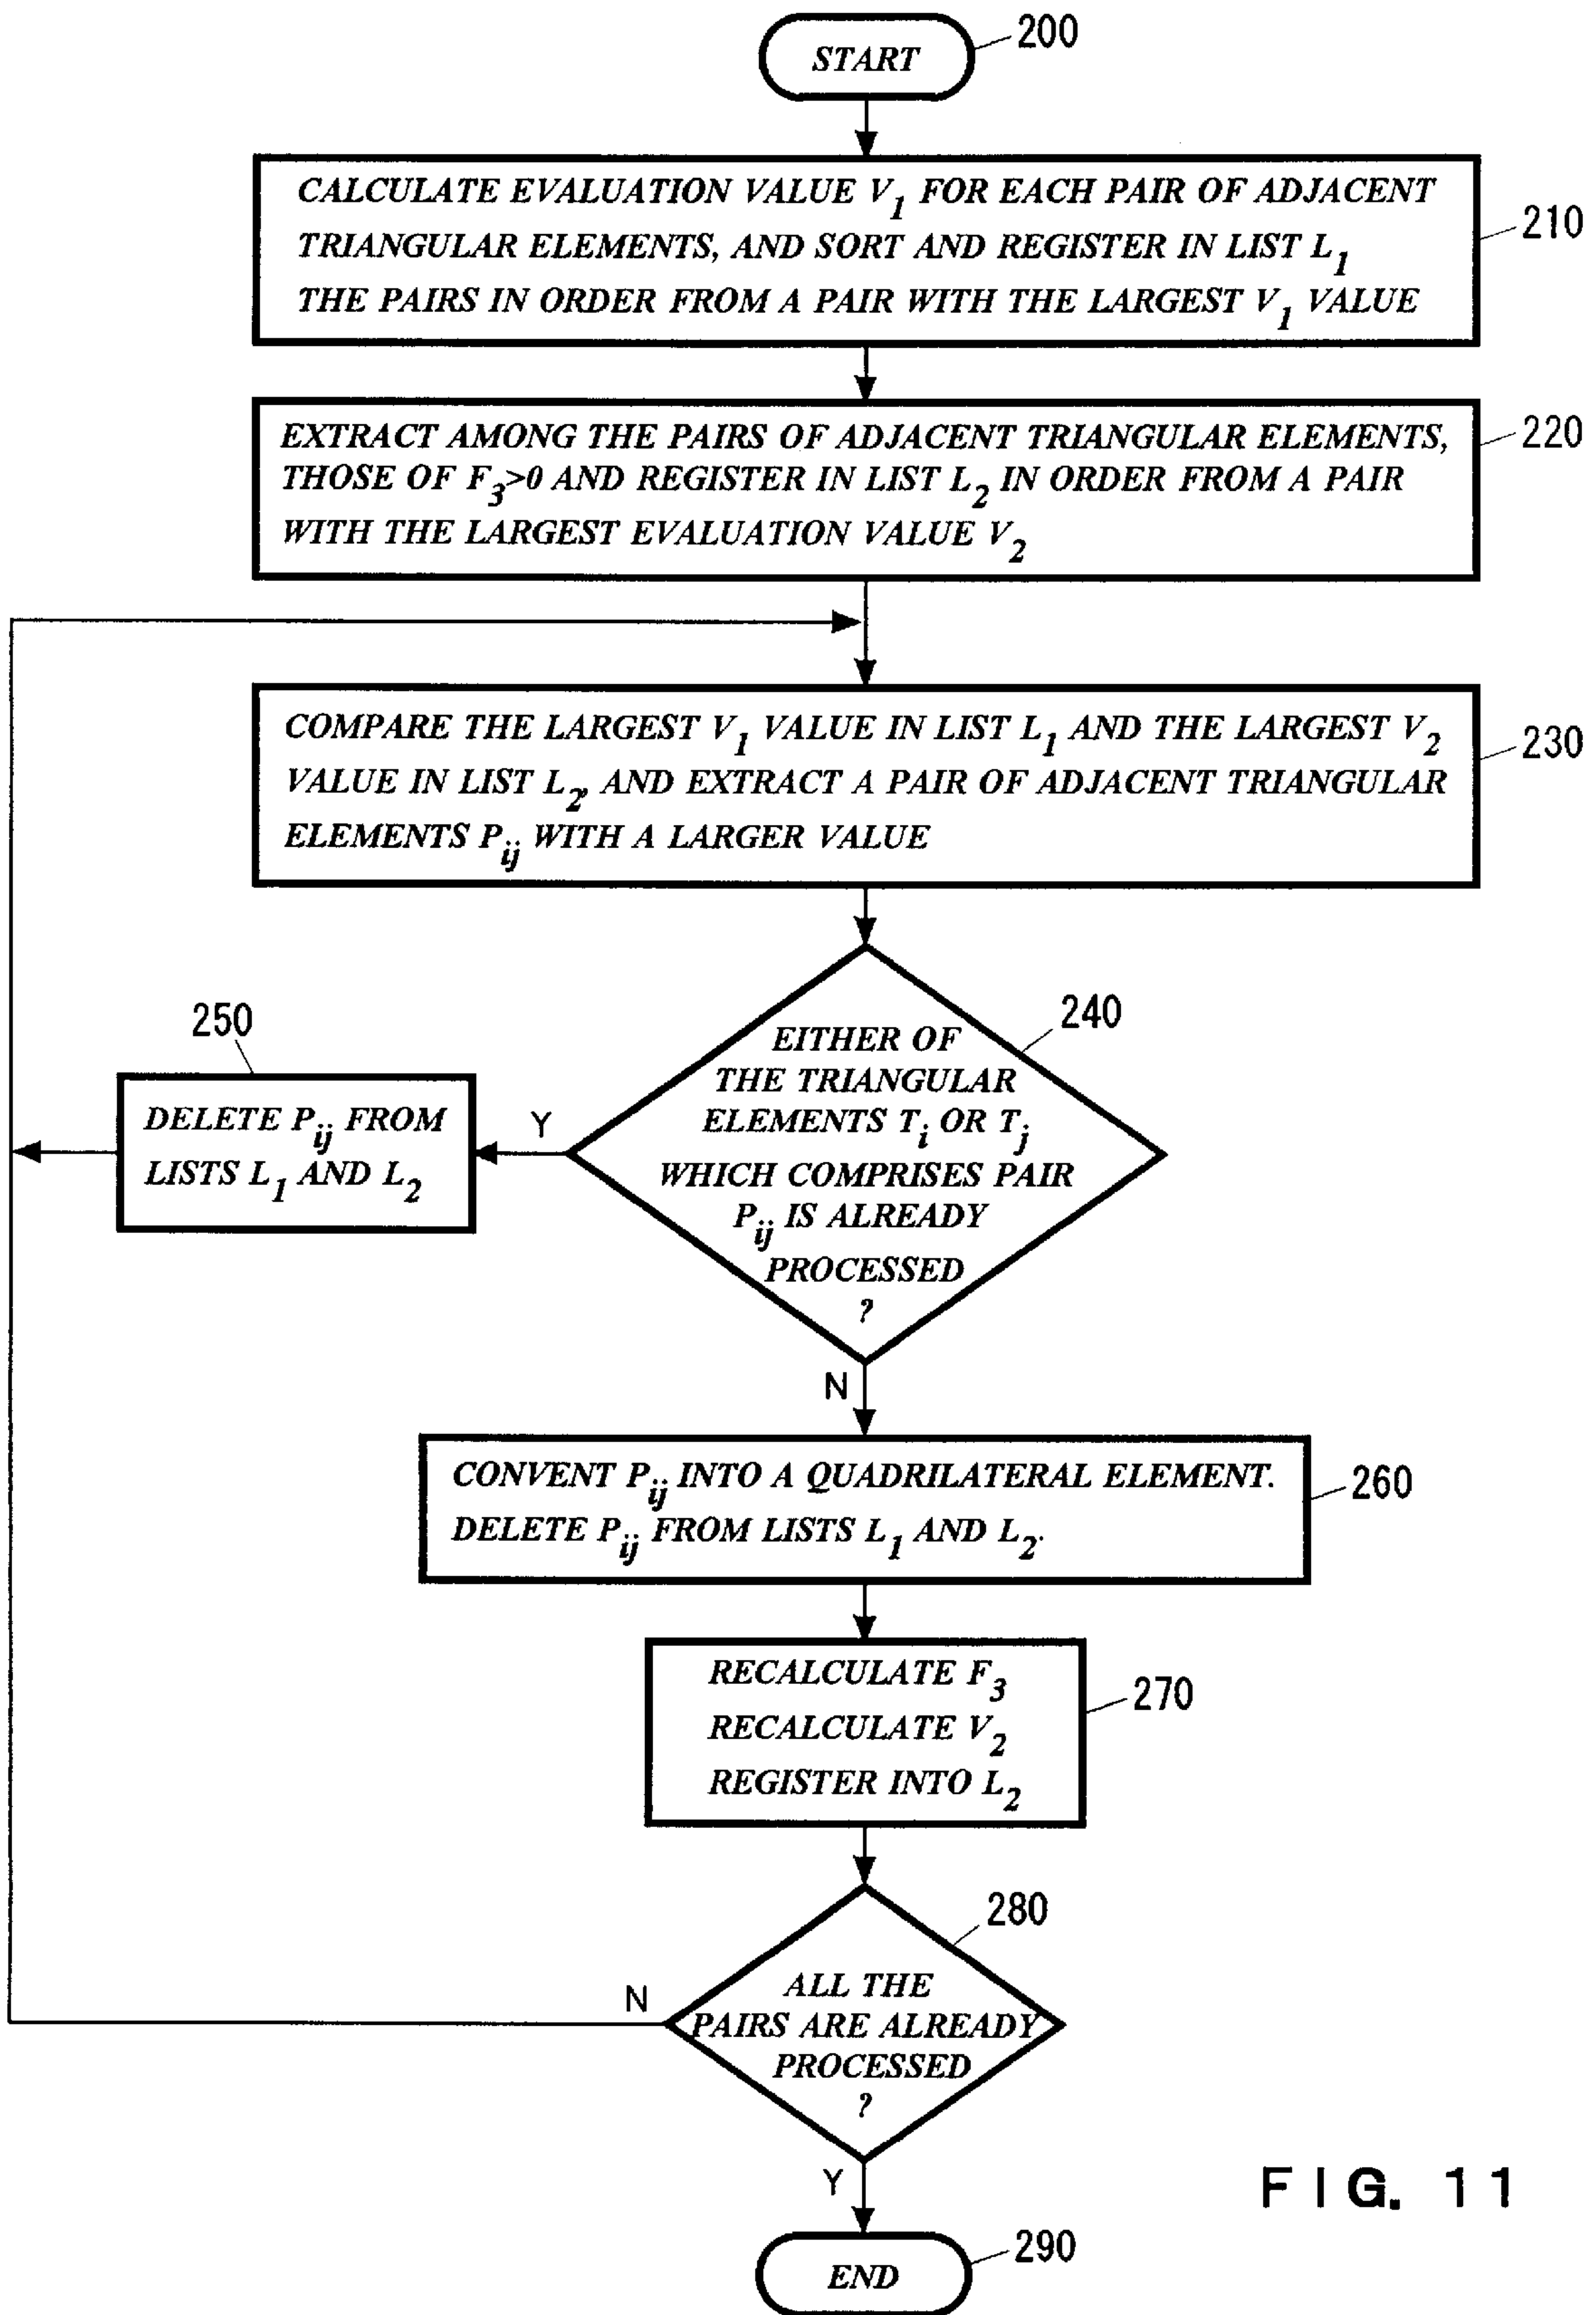 START
200
CALCULATE EVALUATION VALUE V1 FOR EACH PAIR OF ADJACENT
TRIANGULAR ELEMENTS, AND SORT AND REGISTER IN LIST L1
THE PAIRS IN ORDER FROM A PAIR WITH THE LARGEST V1 VALUE
210
EXTRACT AMONG THE PAIRS OF ADJACENT TRIANGULAR ELEMENTS,
THOSE OF F3>0 AND REGISTER IN LIST L2 IN ORDER FROM A PAIR
WITH THE LARGEST EVALUATION VALUE V2
220
COMPARE THE LARGEST V1 VALUE IN LIST L1 AND THE LARGEST V2
VALUE IN LIST L2, AND EXTRACT A PAIR OF ADJACENT TRIANGULAR
ELEMENTS Pij WITH A LARGER VALUE
230
EITHER OF
THE TRIANGULAR
ELEMENTS Ti OR Tj
WHICH COMPRISES PAIR
Pij IS ALREADY
PROCESSED
?
240
Y
250
DELETE Pij FROM
LISTS L1 AND L2
N
CONVENT Pij INTO A QUADRILATERAL ELEMENT.
DELETE Pij FROM LISTS L1 AND L2.
260
RECALCULATE F3
RECALCULATE V2
REGISTER INTO L2
270
280
N
ALL THE
PAIRS ARE ALREADY
PROCESSED
?
Y
END
290
FIG. 11